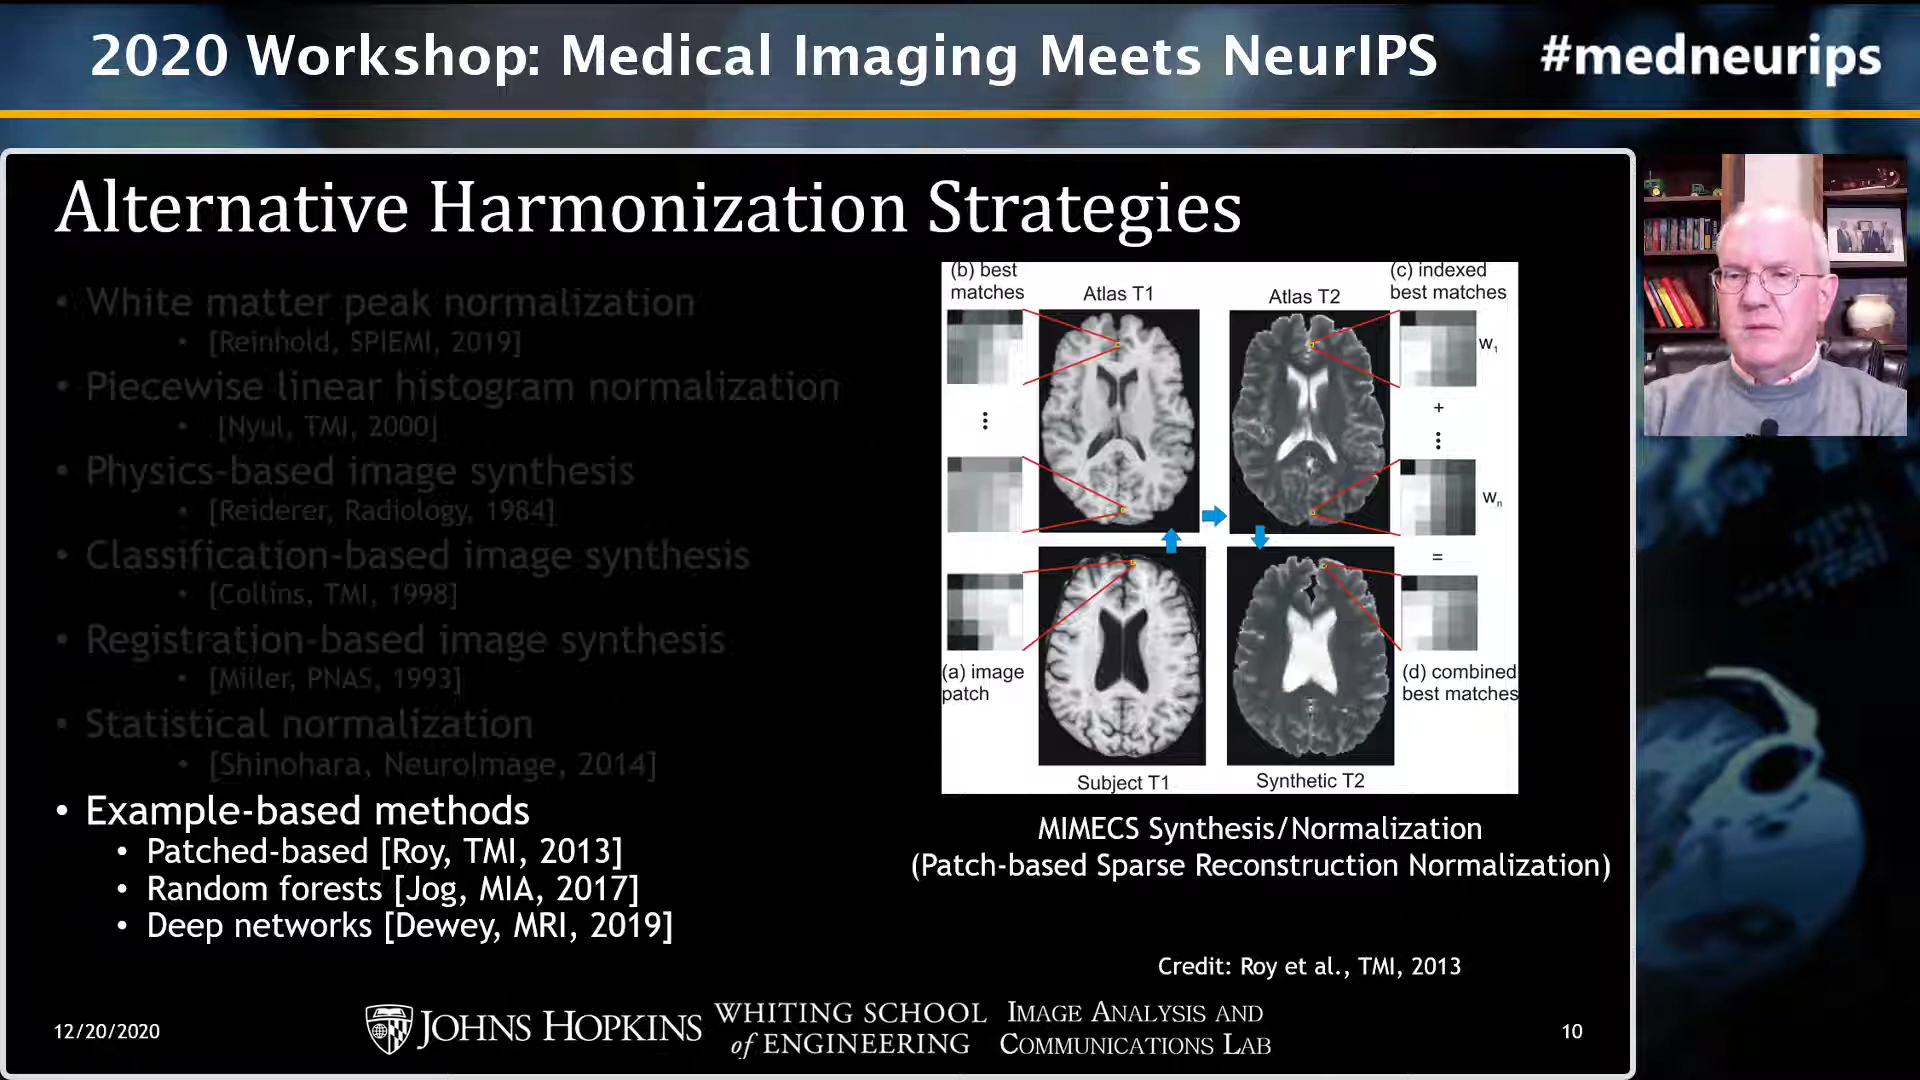 2020 Workshop: Medical Imaging Meets NeurIPS
#medneurips
Alternative Harmonization Strategies
• White matter peak normalization
• [Reinhold, SPIEMI, 2019]
• Piecewise linear histogram normalization
• [Nyul, TMI, 2000]
• Physics-based image synthesis
• [Reiderer, Radiology, 1984]
• Classification-based image synthesis
• [Collins, TMI, 1998]
• Registration-based image synthesis
• [Miller, PNAS, 1993]
• Statistical normalization
• [Shinohara, NeuroImage, 2014]
• Example-based methods
• Patched-based [Roy, TMI, 2013]
• Random forests [Jog, MIA, 2017]
• Deep networks [Dewey, MRI, 2019]
(b) best
matches
Atlas T1
Atlas T2
(c) indexed
best matches
w1
+
wn
=
(a) image
patch
(d) combined
best matches
Subject T1
Synthetic T2
MIMECS Synthesis/Normalization
(Patch-based Sparse Reconstruction Normalization)
Credit: Roy et al., TMI, 2013
12/20/2020
JOHNS HOPKINS
WHITING SCHOOL
of ENGINEERING
IMAGE ANALYSIS AND
COMMUNICATIONS LAB
10